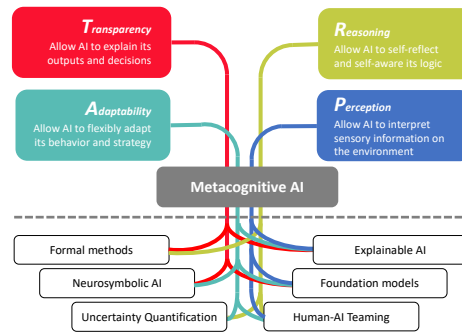 Transparency
Allow AI to explain its
outputs and decisions
Reasoning
Allow AI to self-reflect
and self-aware its logic
Adaptability
Allow AI to flexibly adapt
its behavior and strategy
Perception
Allow AI to interpret
sensory information on
the environment
Metacognitive AI
Formal methods
Explainable AI
Neurosymbolic AI
Foundation models
Uncertainty Quantification
Human-AI Teaming